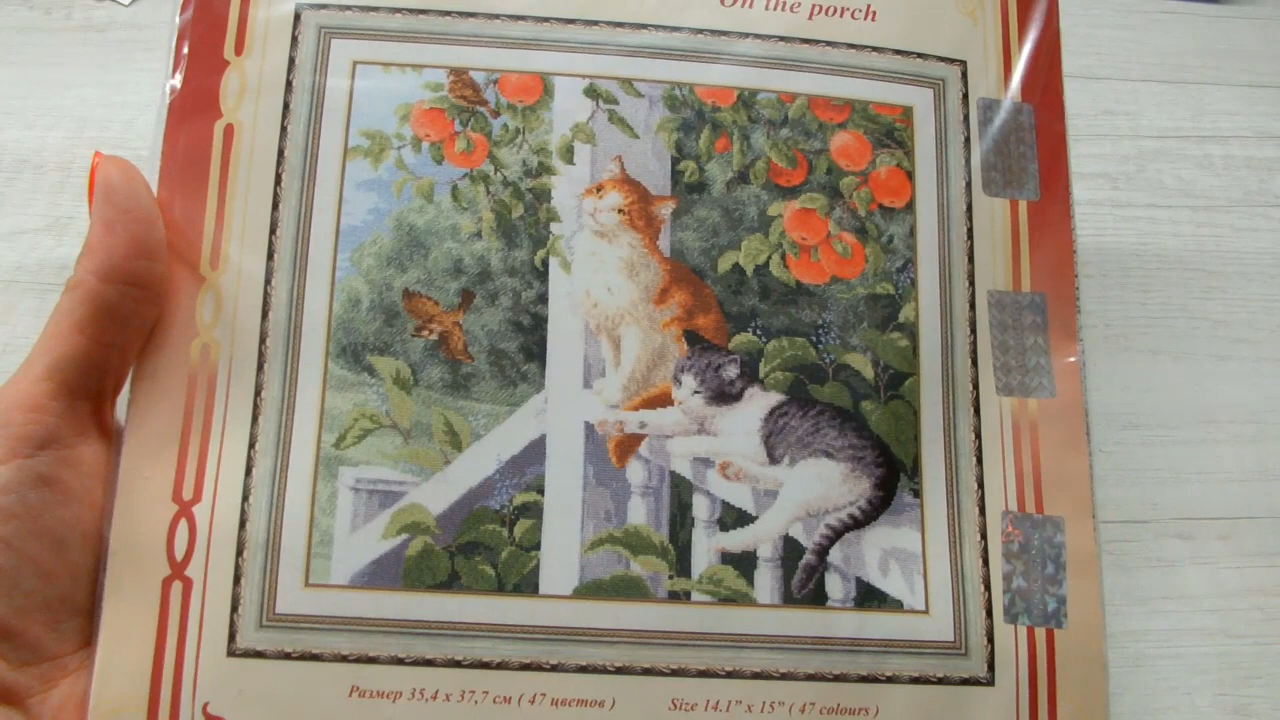 On the porch
Размер 35,4 x 37,7 см ( 47 цветов )
Size 14.1” x 15” ( 47 colours )